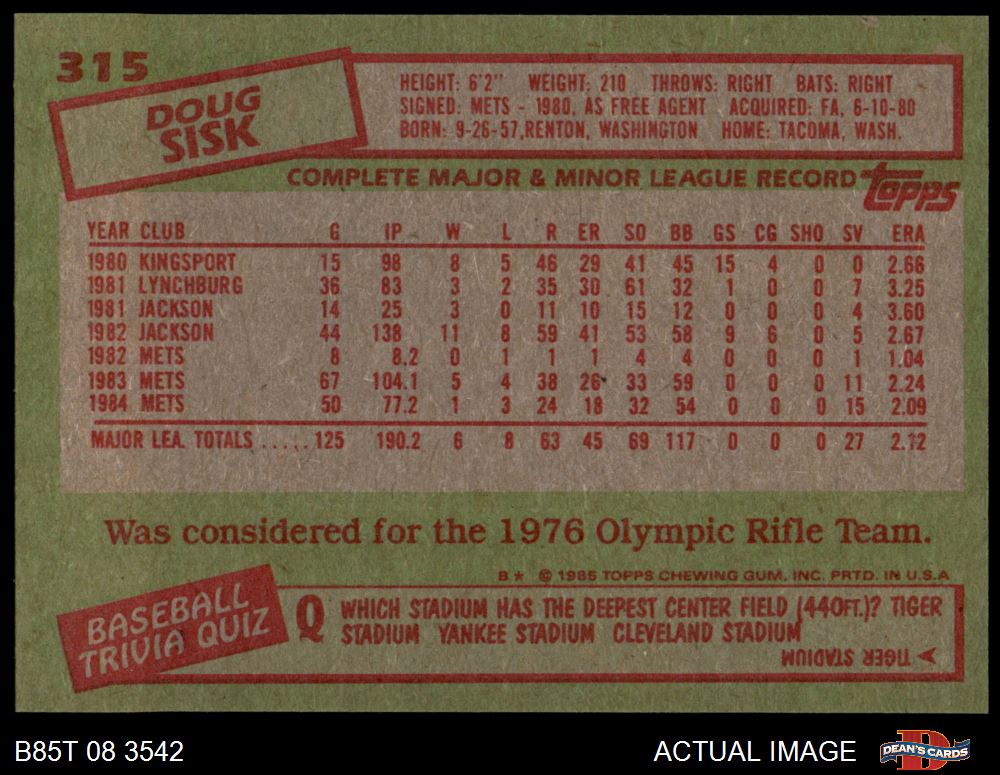 315
DOUG
SISK
HEIGHT: 6'2" WEIGHT: 210 THROWS: RIGHT BATS: RIGHT
SIGNED: METS - 1980, AS FREE AGENT ACQUIRED: FA, 6-10-80
BORN: 9-26-57, RENTON, WASHINGTON HOME: TACOMA, WASH.
COMPLETE MAJOR & MINOR LEAGUE RECORD topps
YEAR CLUB G IP W L R ER SO BB GS CG SHO SV ERA
1980 KINGSPORT 15 98 8 5 46 29 41 45 15 4 0 0 2.66
1981 LYNCHBURG 36 83 3 2 35 30 61 32 1 0 0 7 3.25
1981 JACKSON 14 25 3 0 11 10 15 12 0 0 0 4 3.60
1982 JACKSON 44 138 11 8 59 41 53 58 9 6 0 5 2.67
1982 METS 8 8.2 0 1 1 1 4 4 0 0 0 1 1.04
1983 METS 67 104.1 5 4 38 26 33 59 0 0 0 11 2.24
1984 METS 50 77.2 1 3 24 18 32 54 0 0 0 15 2.09
MAJOR LEA. TOTALS ..... 125 190.2 6 8 63 45 69 117 0 0 0 27 2.12
Was considered for the 1976 Olympic Rifle Team.
B* © 1985 TOPPS CHEWING GUM, INC. PRTD. IN U.S.A
BASEBALL
TRIVIA QUIZ
Q WHICH STADIUM HAS THE DEEPEST CENTER FIELD (440FT.)? TIGER
STADIUM YANKEE STADIUM CLEVELAND STADIUM
TIGER STADIUM
B85T 08 3542
ACTUAL IMAGE
D
DEAN'S CARDS